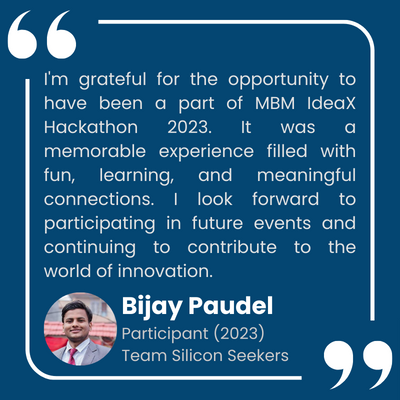 I'm grateful for the opportunity to
have been a part of MBM IdeaX
Hackathon 2023. It was a
memorable experience filled with
fun, learning, and meaningful
connections. I look forward to
participating in future events and
continuing to contribute to the
world of innovation.
Bijay Paudel
Participant (2023)
Team Silicon Seekers